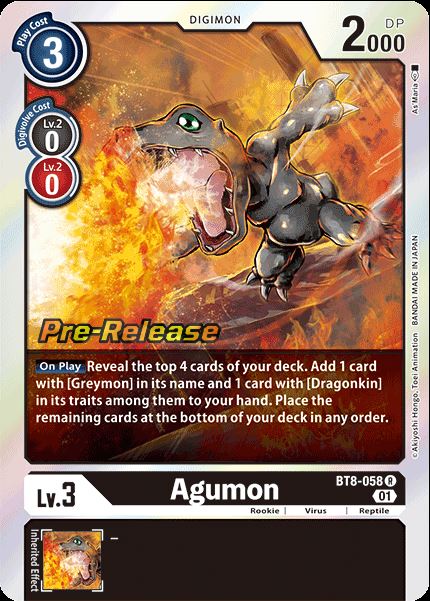 DIGIMON
Play Cost
3
DP
2000
Digivolve Cost
Lv.2
0
Lv.2
0
As'Maria
Pre-Release
On Play Reveal the top 4 cards of your deck. Add 1 card
with [Greymon] in its name and 1 card with [Dragonkin]
in its traits among them to your hand. Place the
remaining cards at the bottom of your deck in any order.
©Akiyoshi Hongo, Toei Animation BANDAI MADE IN JAPAN
Lv.3
Agumon
BT8-058 R
01
Rookie | Virus | Reptile
Inherited Effect
–